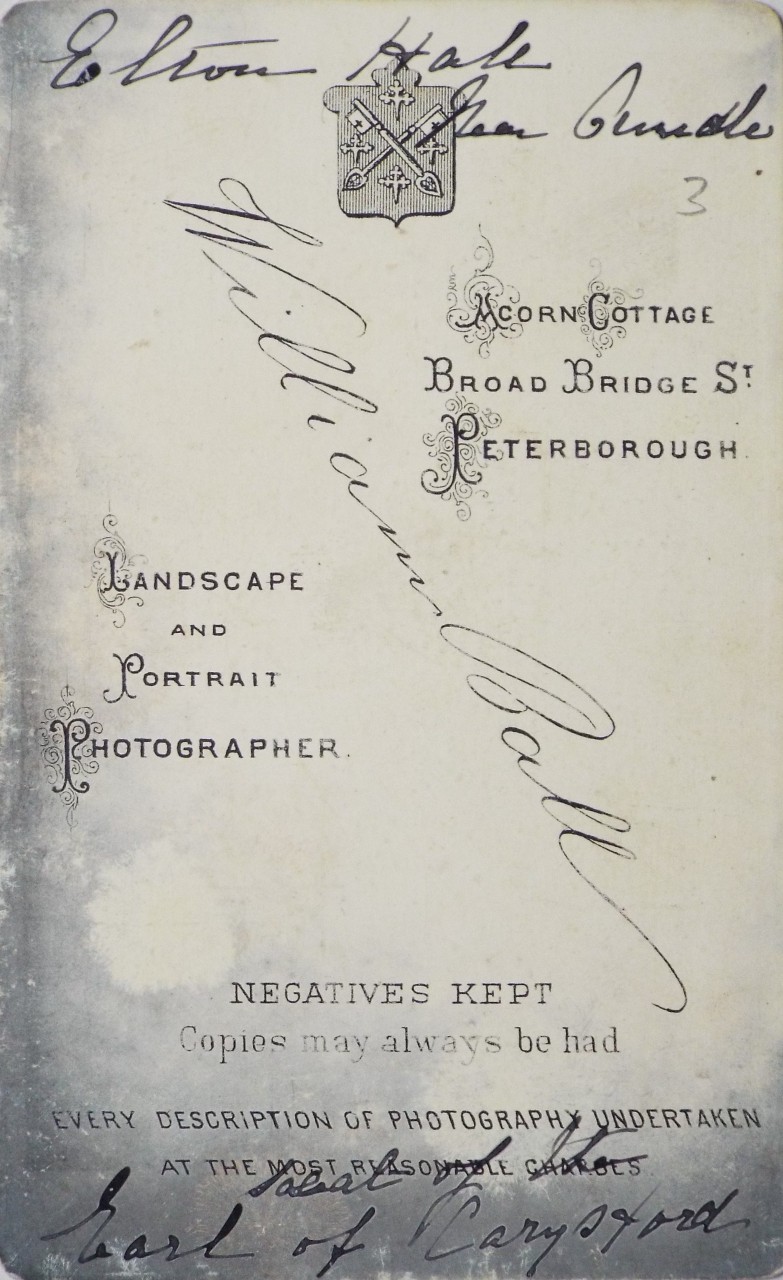 Elton Hall
Near Oundle
3
ACORN COTTAGE
BROAD BRIDGE ST
PETERBOROUGH.
William Ball
LANDSCAPE
AND
PORTRAIT
PHOTOGRAPHER.
NEGATIVES KEPT
Copies may always be had
EVERY DESCRIPTION OF PHOTOGRAPHY UNDERTAKEN
AT THE MOST REASONABLE CHARGES
Seat of the
Earl of Carysford